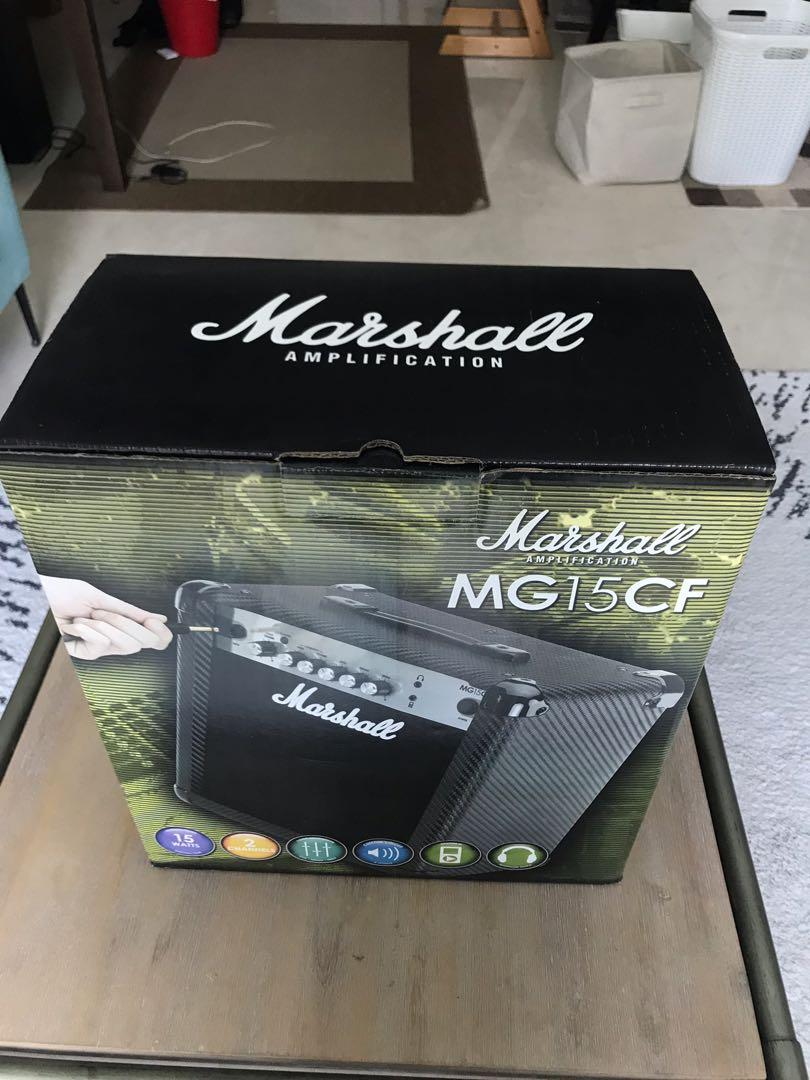 Marshall
AMPLIFICATION
Marshall
AMPLIFICATION
MG15CF
Marshall
15
WATTS
2
CHANNELS